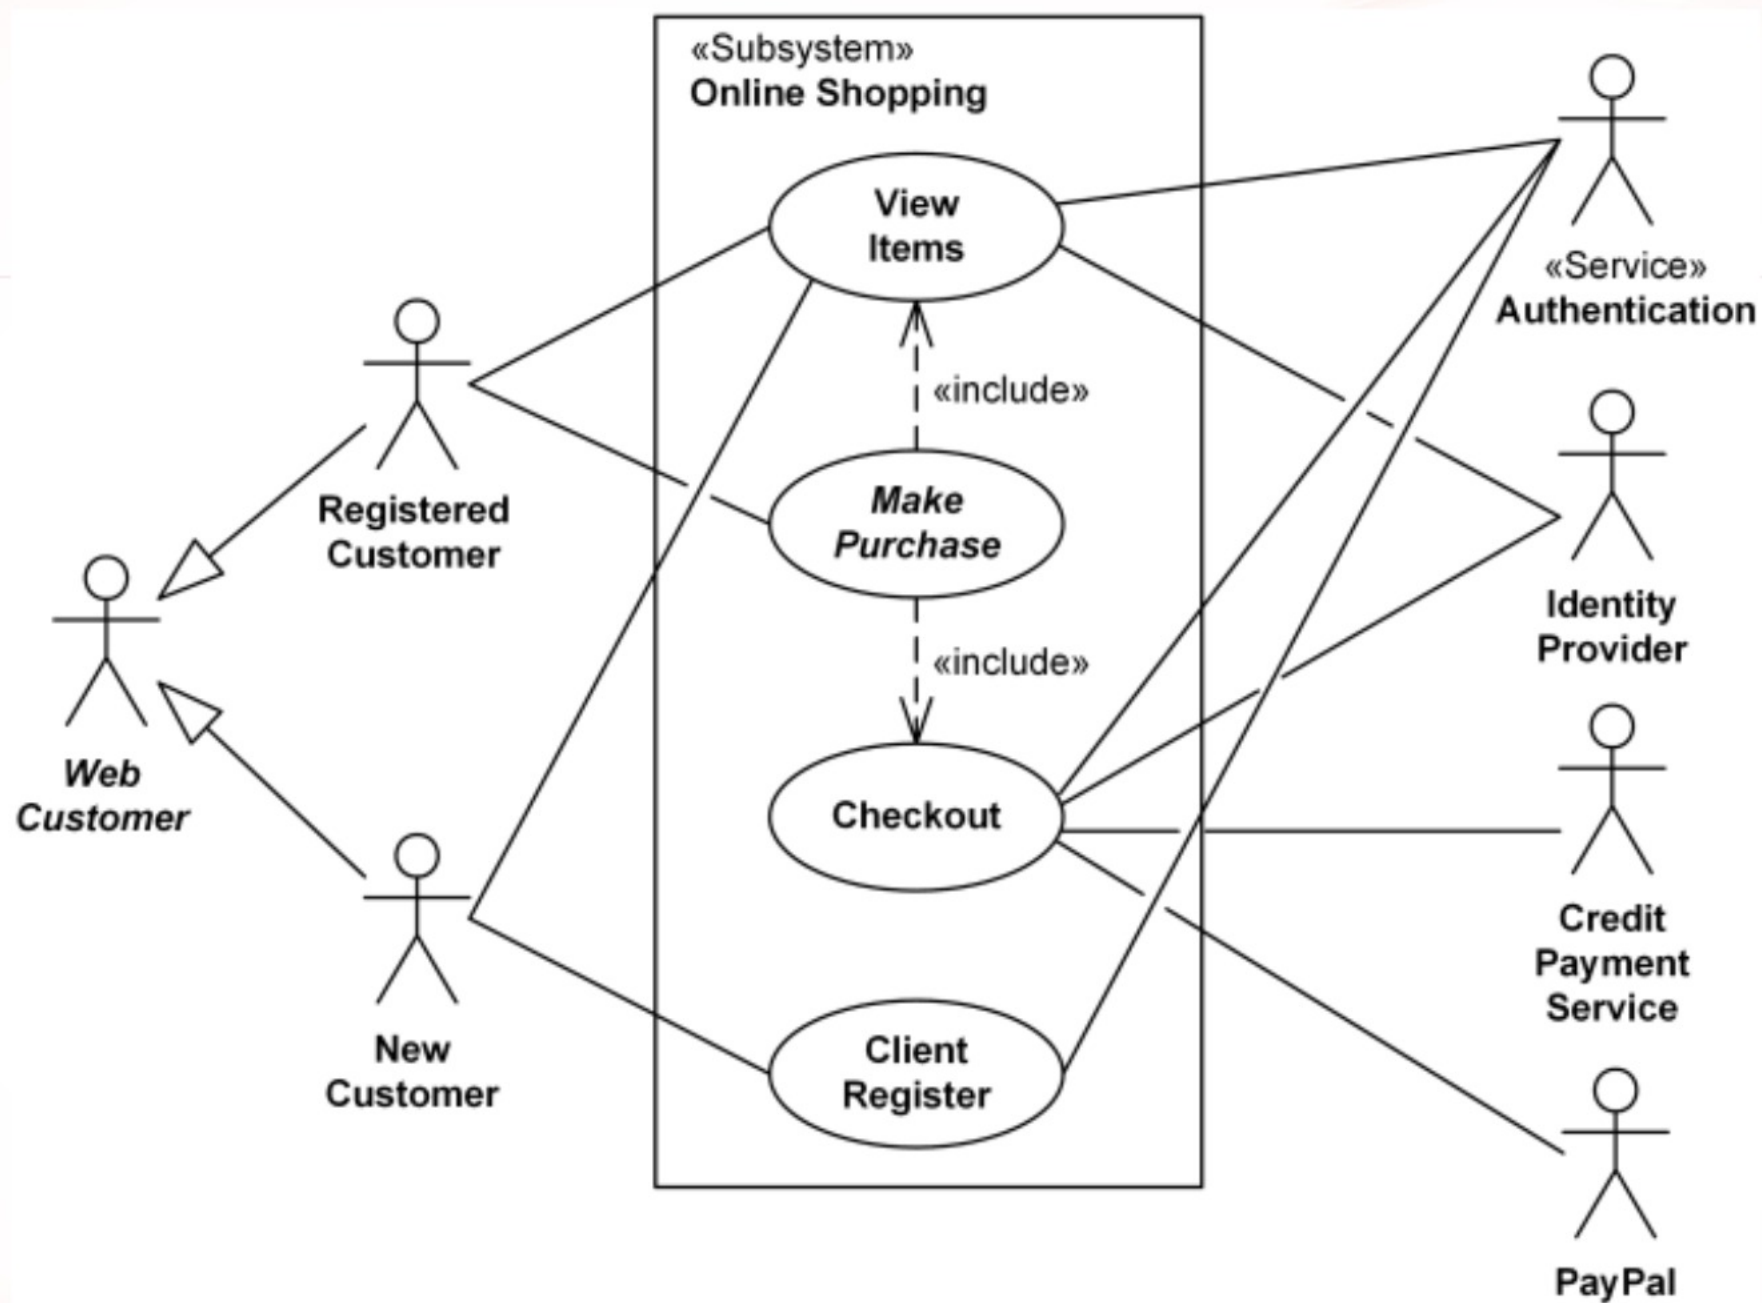 «Subsystem»
Online Shopping
View
Items
«include»
Make
Purchase
«include»
Checkout
Client
Register
Registered
Customer
Web
Customer
New
Customer
«Service»
Authentication
Identity
Provider
Credit
Payment
Service
PayPal